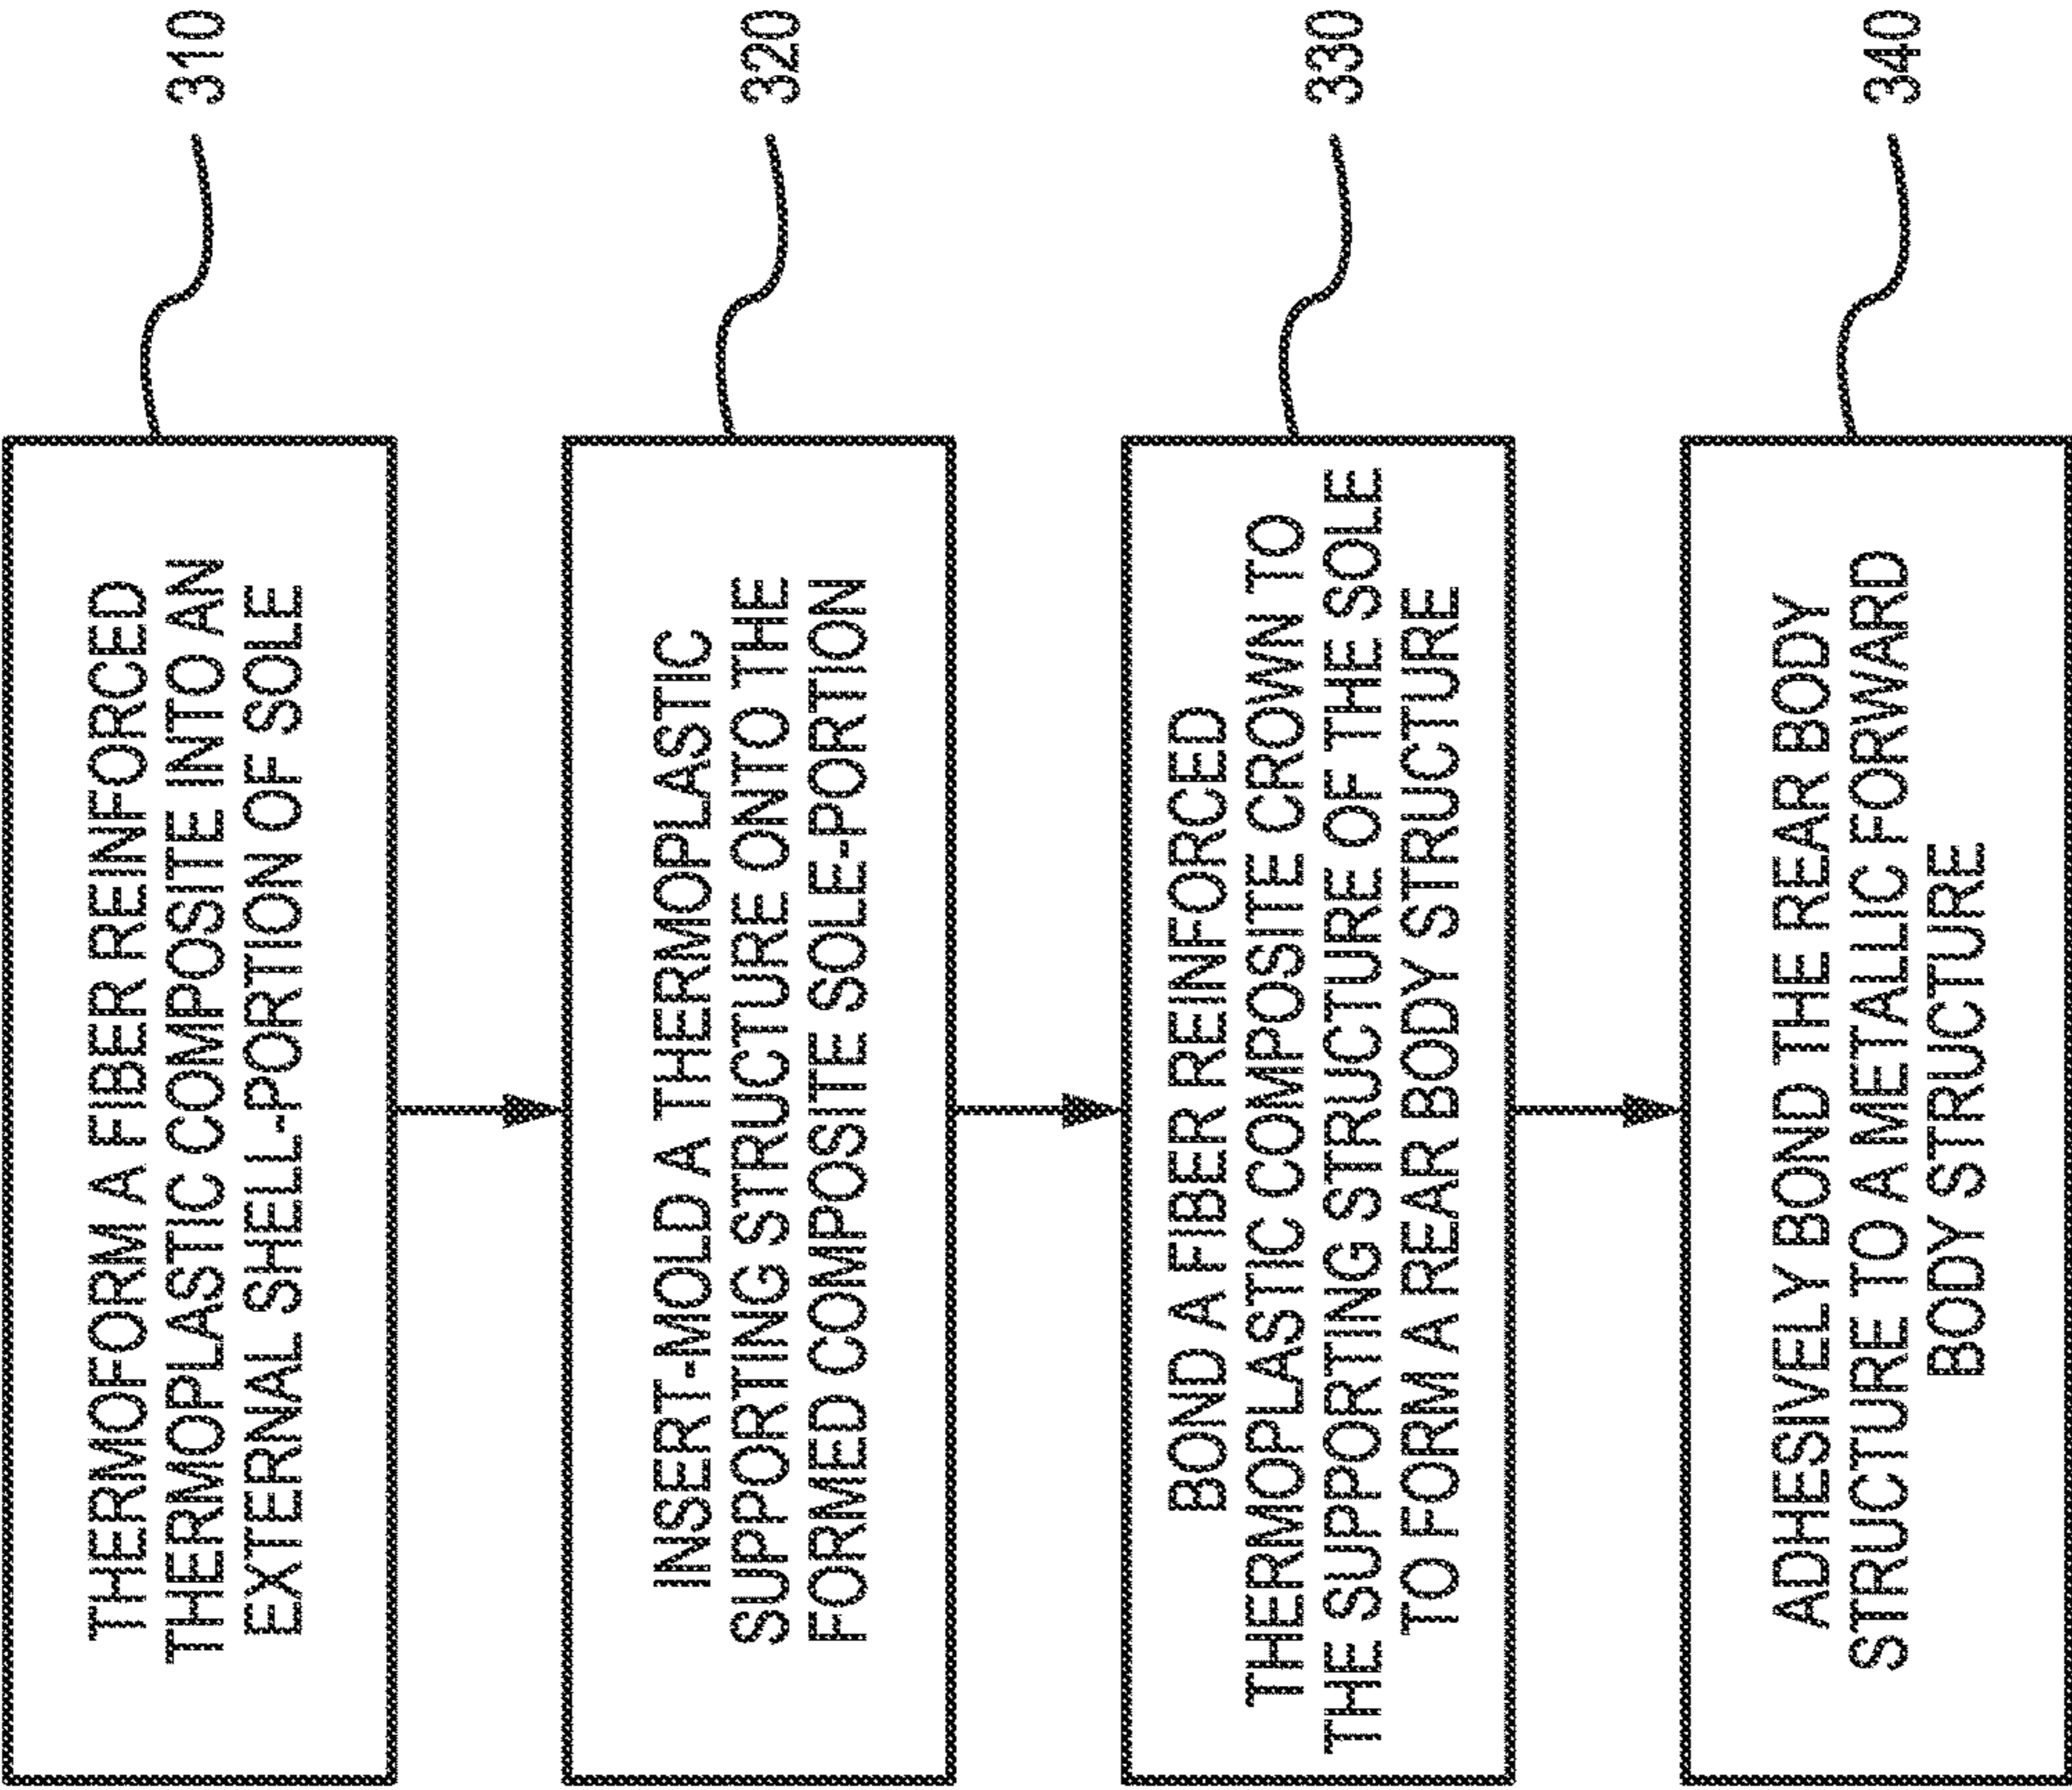 THERMOFORM A FIBER REINFORCED
THERMOPLASTIC COMPOSITE INTO AN
EXTERNAL SHELL-PORTION OF SOLE
310
INSERT-MOLD A THERMOPLASTIC
SUPPORTING STRUCTURE ONTO THE
FORMED COMPOSITE SOLE-PORTION
320
BOND A FIBER REINFORCED
THERMOPLASTIC COMPOSITE CROWN TO
THE SUPPORTING STRUCTURE OF THE SOLE
TO FORM A REAR BODY STRUCTURE
330
ADHESIVELY BOND THE REAR BODY
STRUCTURE TO A METALLIC FORWARD
BODY STRUCTURE
340